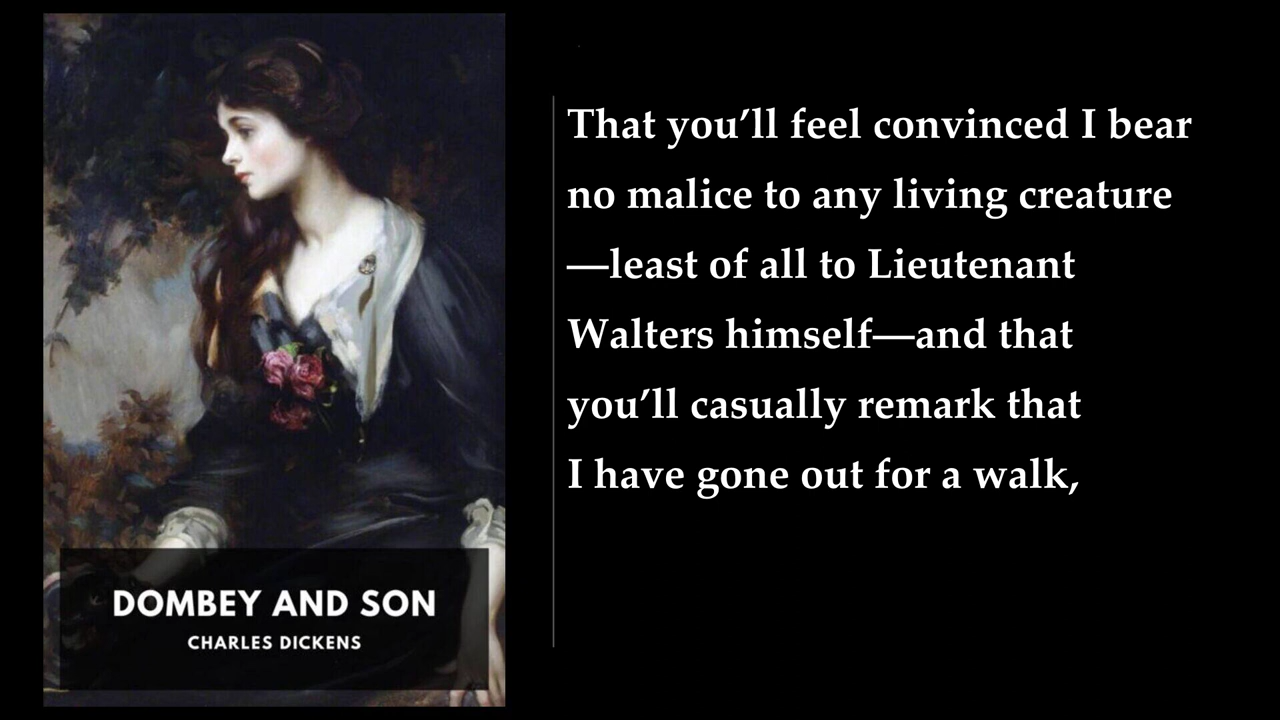 DOMBEY AND SON
CHARLES DICKENS
That you’ll feel convinced I bear
no malice to any living creature
—least of all to Lieutenant
Walters himself—and that
you’ll casually remark that
I have gone out for a walk,